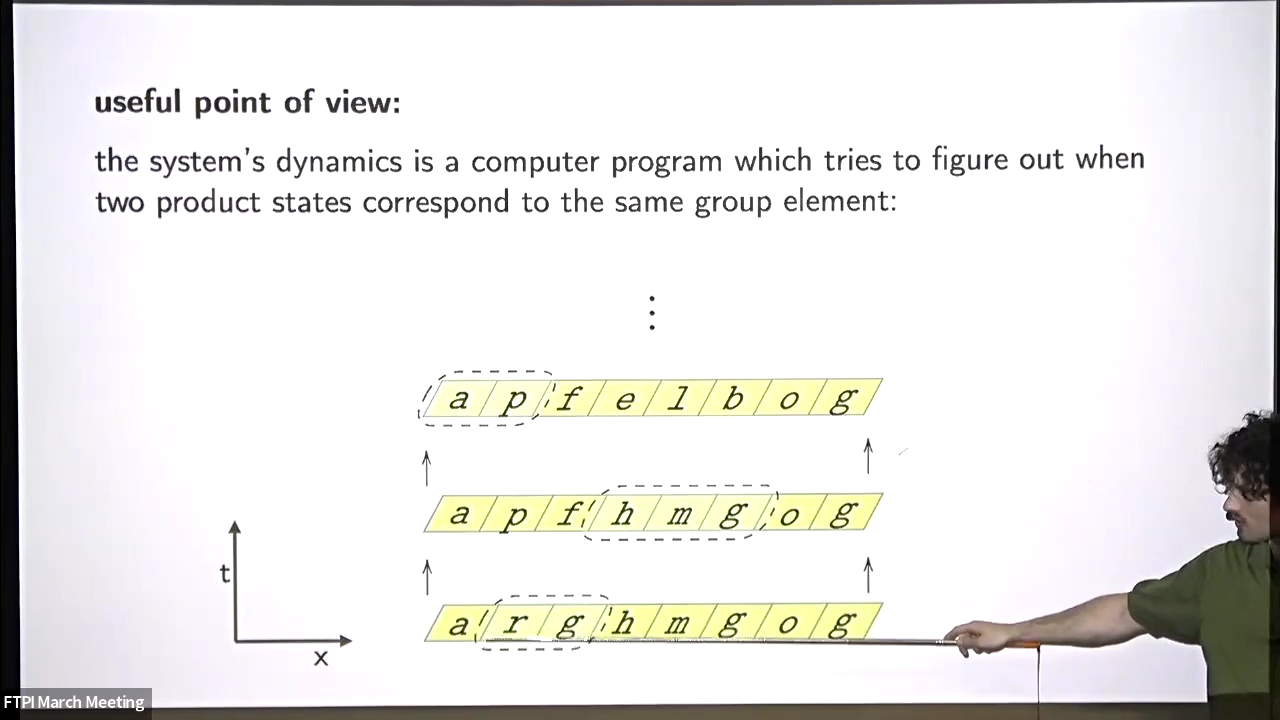 useful point of view:
the system's dynamics is a computer program which tries to figure out when
two product states correspond to the same group element:
a p f e l b o g
a p f h m g o g
t
a r g h m g o g
x
FTPI March Meeting